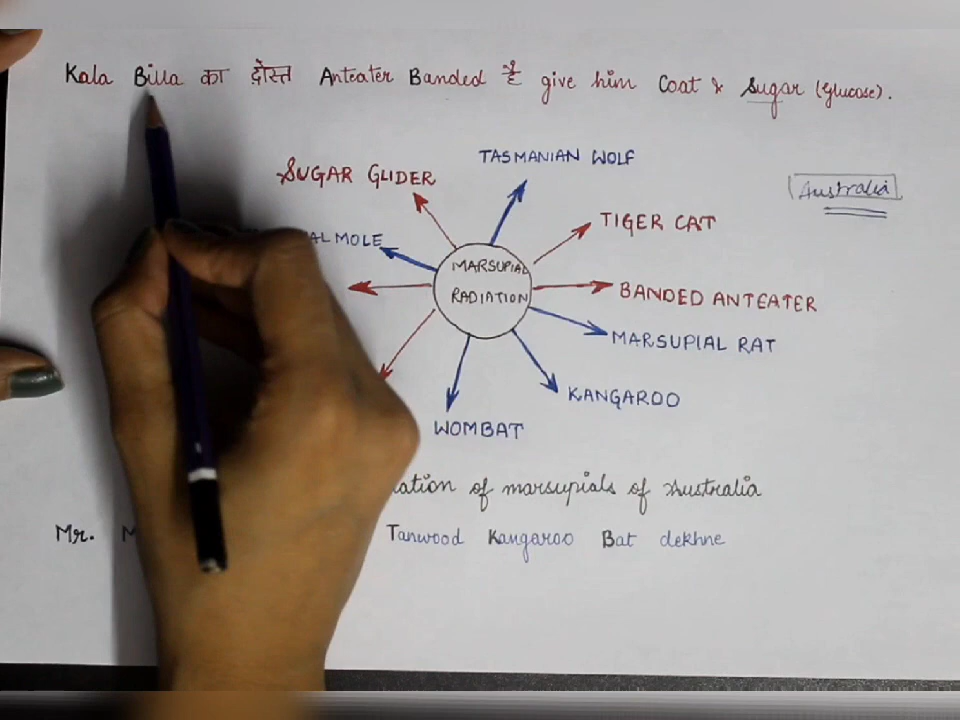 Kala Billa का दोस्त Anteater Banded है give him Coat & Sugar (Glucose).
TASMANIAN WOLF
SUGAR GLIDER
Australia
TIGER CAT
MOLE
MARSUPIAL
RADIATION
BANDED ANTEATER
MARSUPIAL RAT
KANGAROO
WOMBAT
of marsupials of Australia
Mr. Tanwood Kangaroo Bat dekhne